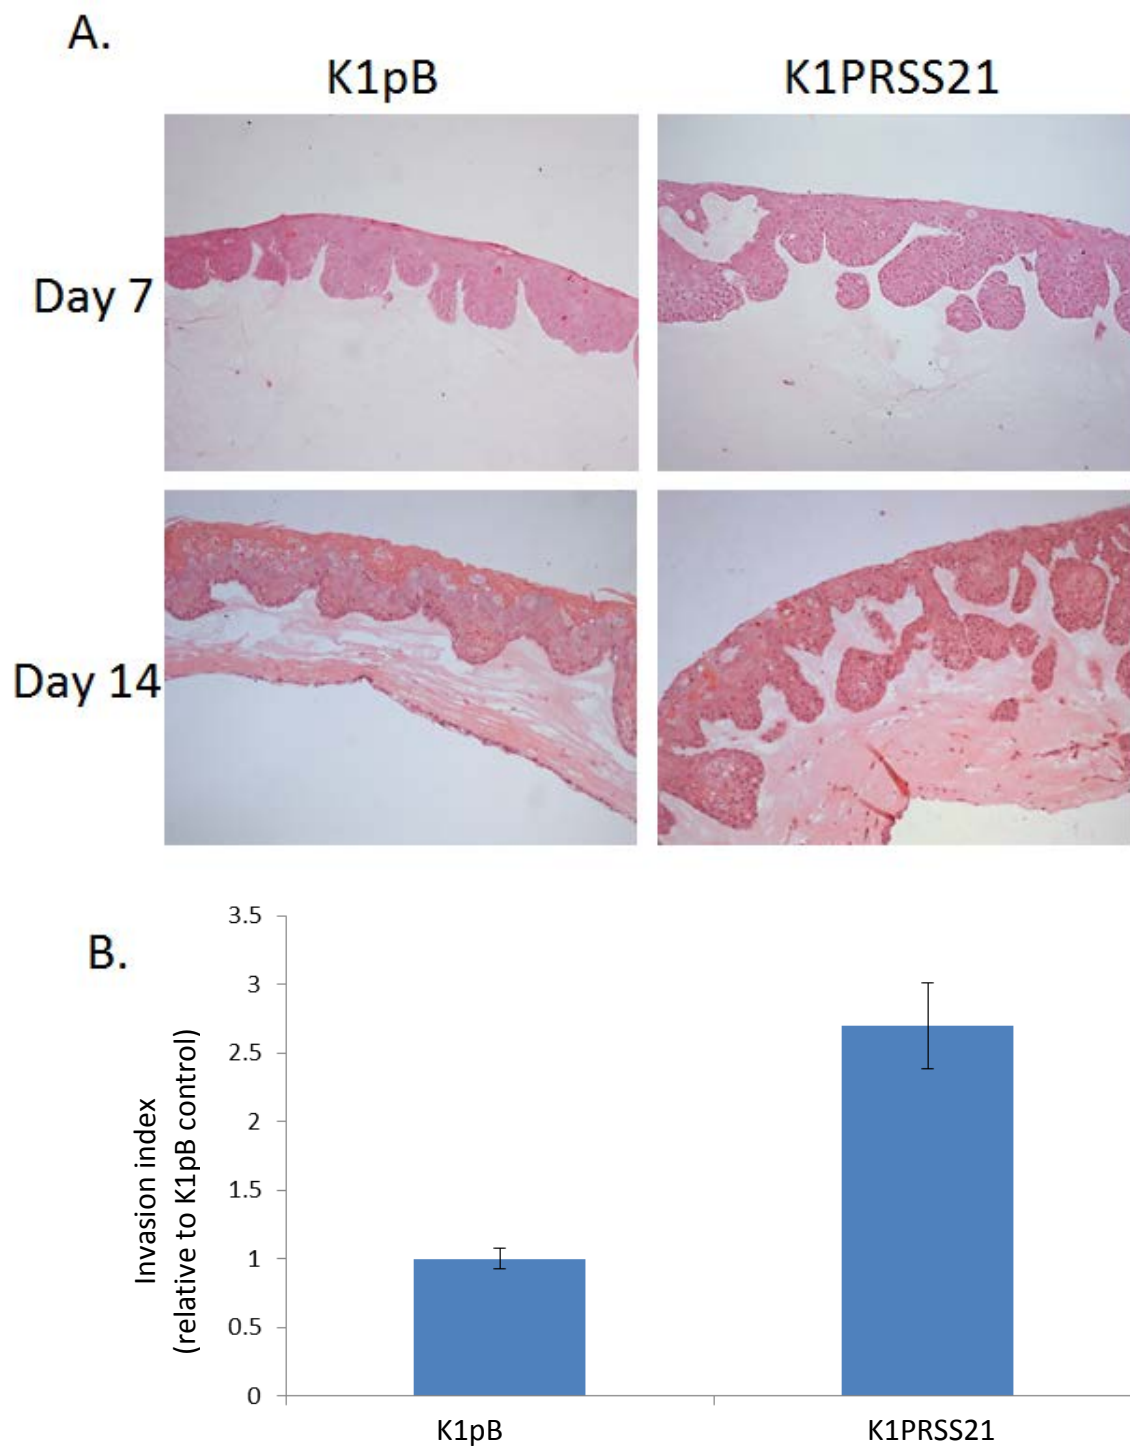 A.
K1pB K1PRSS21
Day 7
Day 14
B.
3.5
3
2.5
2
1.5
1
0.5
0
Invasion index
(relative to K1pB control)
K1pB K1PRSS21